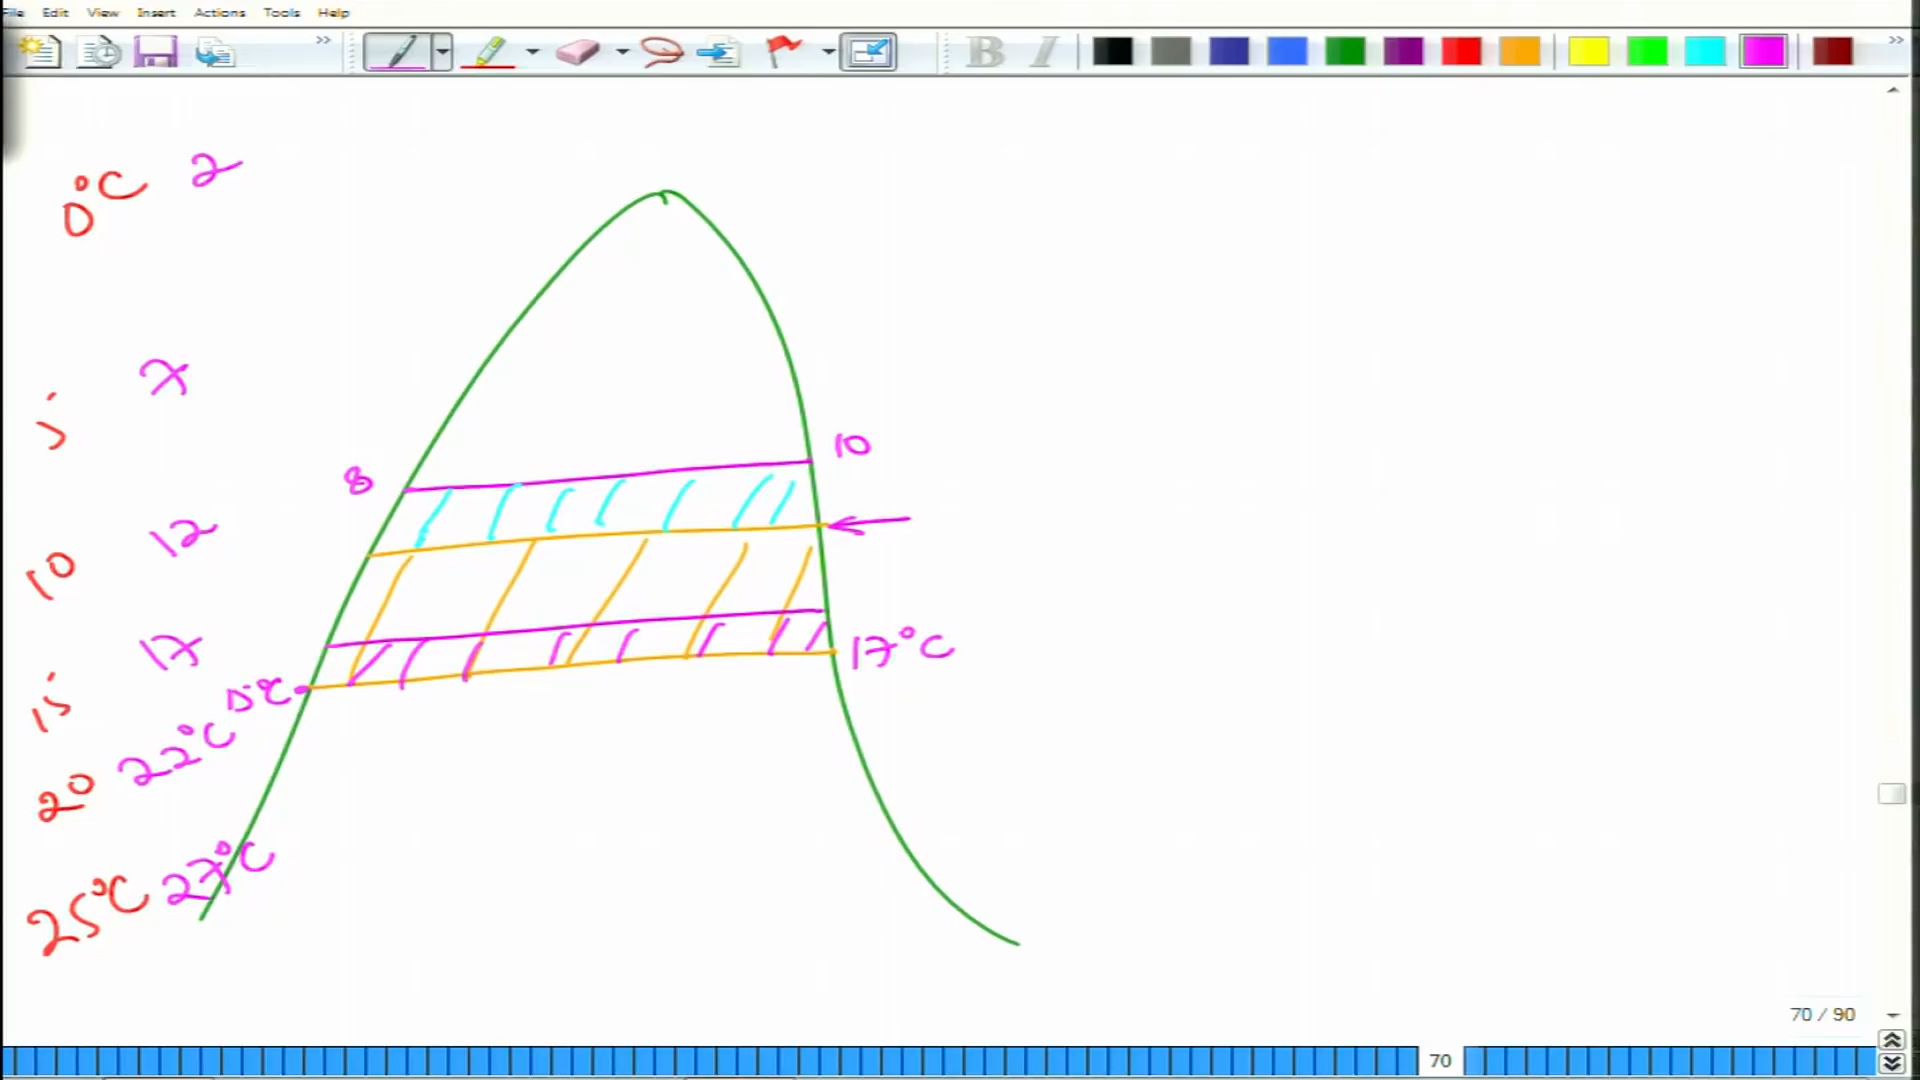 File Edit View Insert Actions Tools Help
B I
0°C 2
5 7
8 10
10 12
15 17
15°C 17°C
20 22°C
25°C 27°C
70 / 90
70